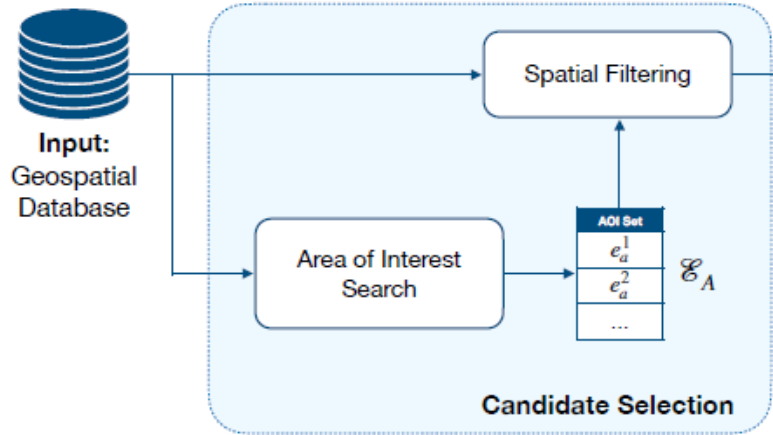 Spatial Filtering
Input:
Geospatial
Database
AOI Set
Area of Interest
Search
e_a^1
e_a^2
...
ℰ_A
Candidate Selection